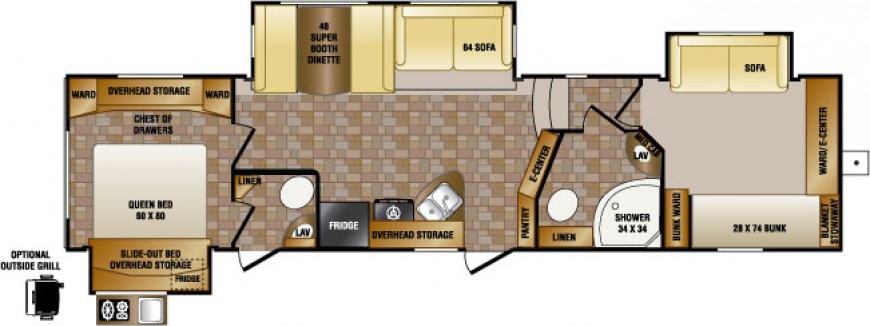 48
SUPER
BOOTH
DINETTE
64 SOFA
SOFA
WARD
OVERHEAD STORAGE
WARD
CHEST OF
DRAWERS
QUEEN BED
60 X 80
SLIDE-OUT BED
OVERHEAD STORAGE
FRIDGE
OPTIONAL
OUTSIDE GRILL
LINEN
LAV
FRIDGE
OVERHEAD STORAGE
PANTRY
E-CENTER
LINEN
MED CAB
LAV
SHOWER
34 X 34
BUNK WARD
28 X 74 BUNK
WARD/ E-CENTER
BLANKET
STOWAWAY